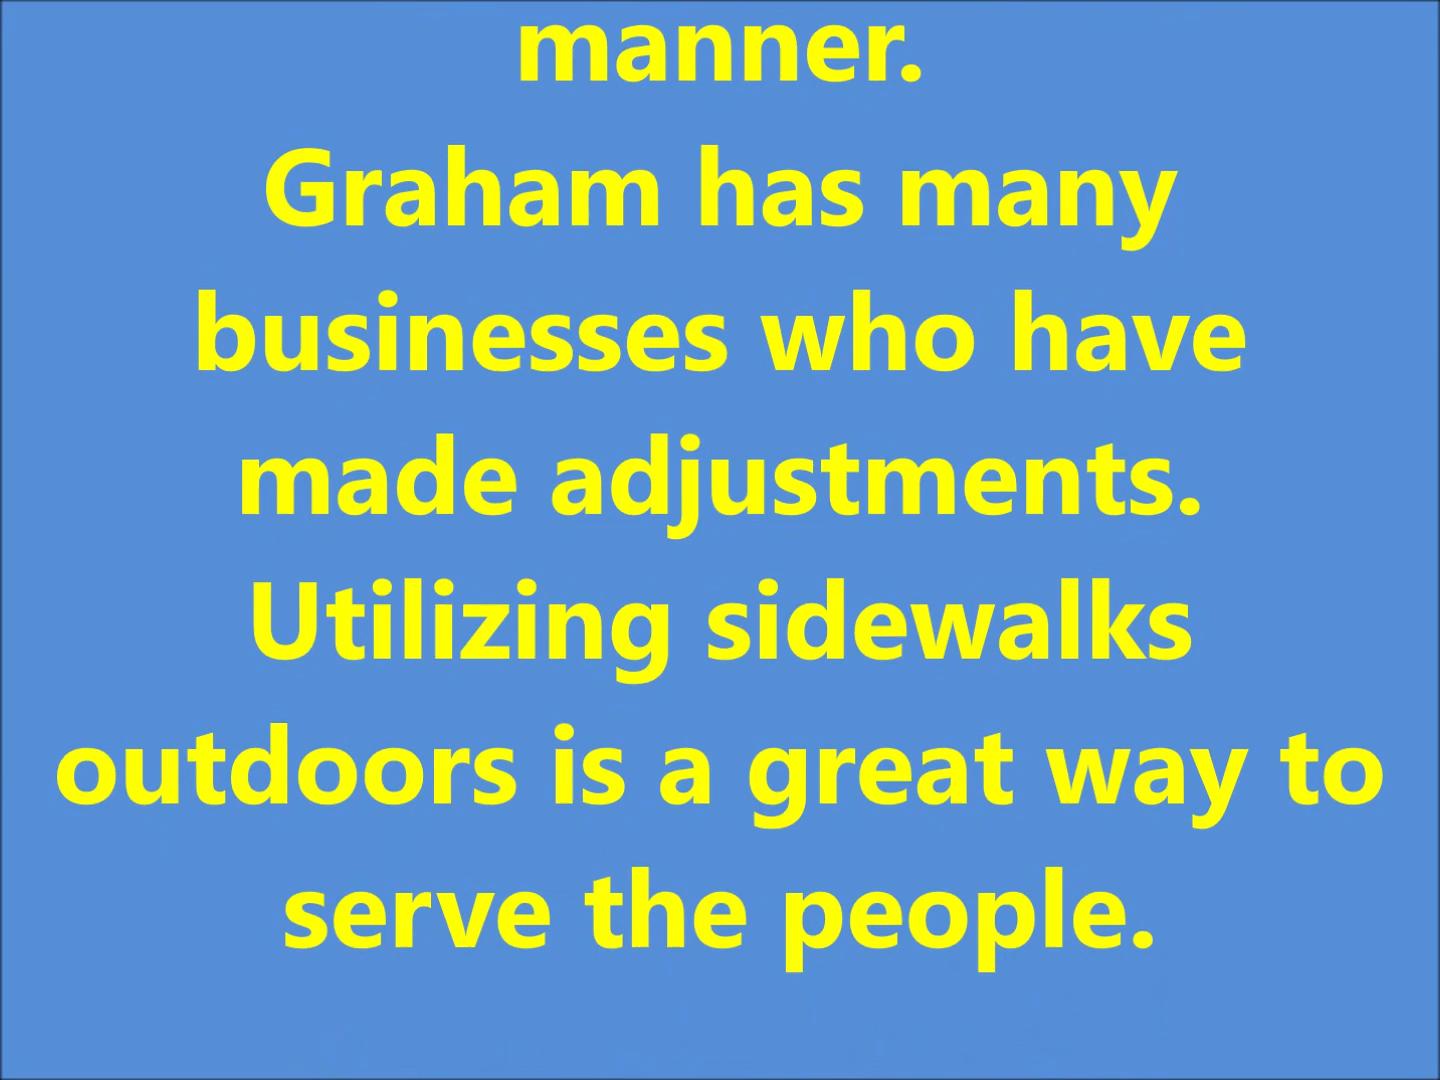 manner.
Graham has many
businesses who have
made adjustments.
Utilizing sidewalks
outdoors is a great way to
serve the people.